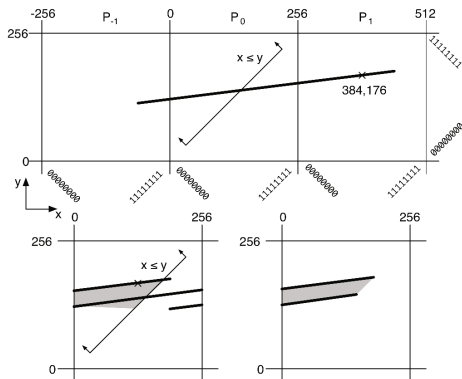 -256 P-1 0 P0 256 P1 512
256
11111111
x ≤ y
384,176
0
00000000
00000000 11111111 00000000 11111111 00000000 11111111
y
x
0 256 0 256
256 256
x ≤ y
0 0